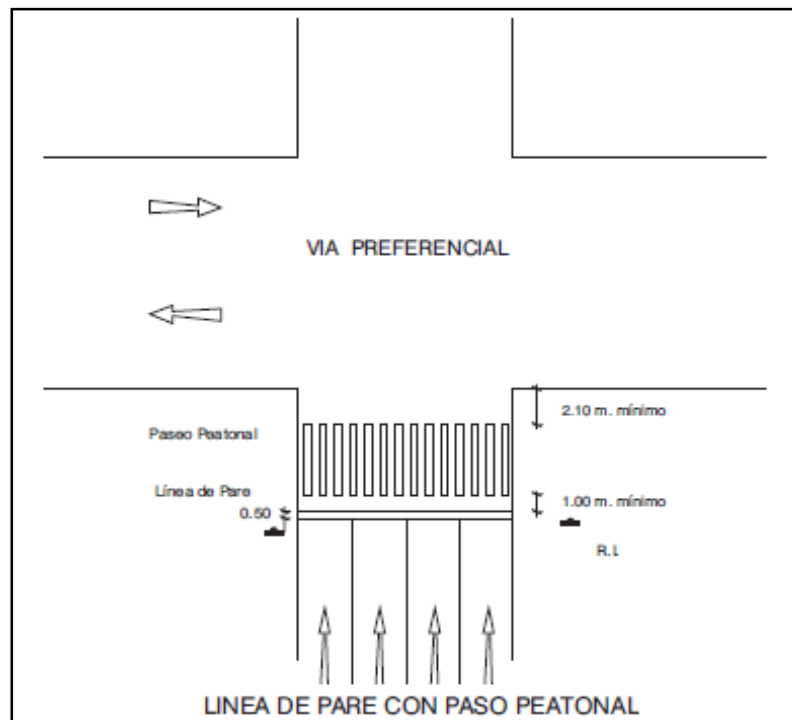 VIA PREFERENCIAL
2.10 m. mínimo
Paseo Peatonal
Línea de Pare
0.50
1.00 m. mínimo
R.I.
LINEA DE PARE CON PASO PEATONAL